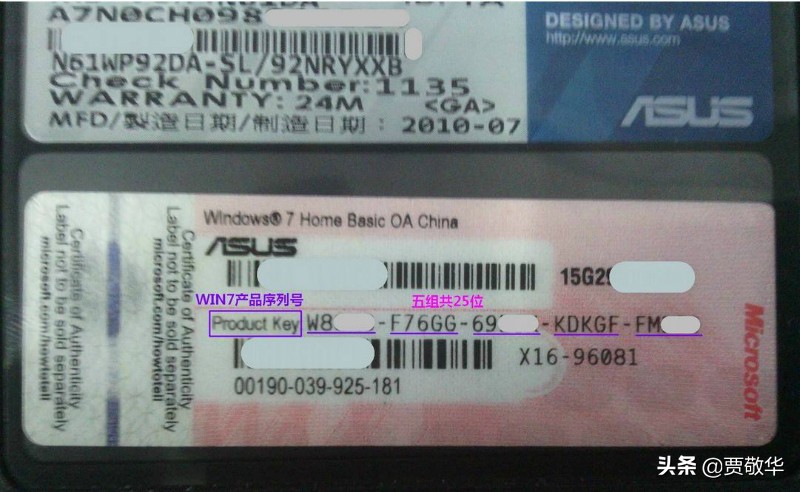 A7N0CH098
N61WP92DA-SL/92NRYXXB
Check Number:1135
WARRANTY: 24M <GA>
MFD/製造日期/制造日期：2010-07
DESIGNED BY ASUS
http://www.asus.com
ASUS
Certificate of Authenticity
Label not to be sold separately
microsoft.com/howtotell
Certificate of Authenticity
Label not to be sold separately
microsoft.com/howtotell
Windows® 7 Home Basic OA China
ASUS
15G29
WIN7产品序列号 五组共25位
Product Key W8 -F76GG-69 -KDKGF-FM
X16-96081
00190-039-925-181
Microsoft
头条 @贾敬华